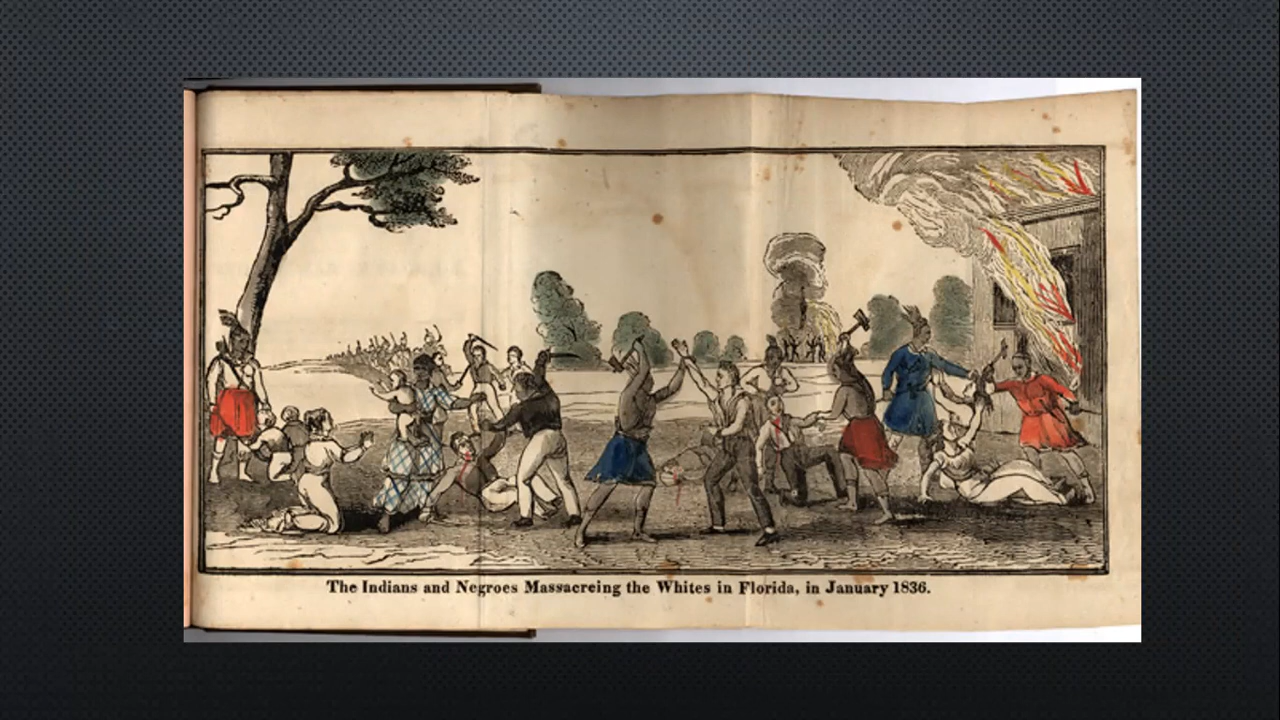 The Indians and Negroes Massacreing the Whites in Florida, in January 1836.